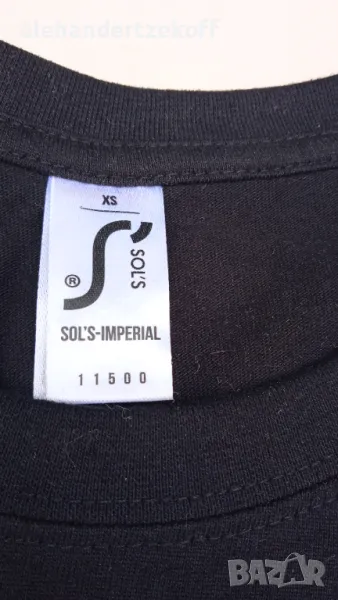 alehandertzekoff
XS
SOL'S
®
SOL'S-IMPERIAL
11500
BAZAR